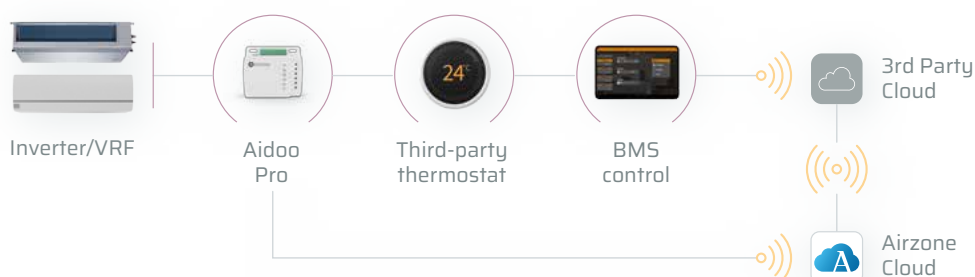 24°C
3rd Party
Cloud
Inverter/VRF
Aidoo
Pro
Third-party
thermostat
BMS
control
Airzone
Cloud
A